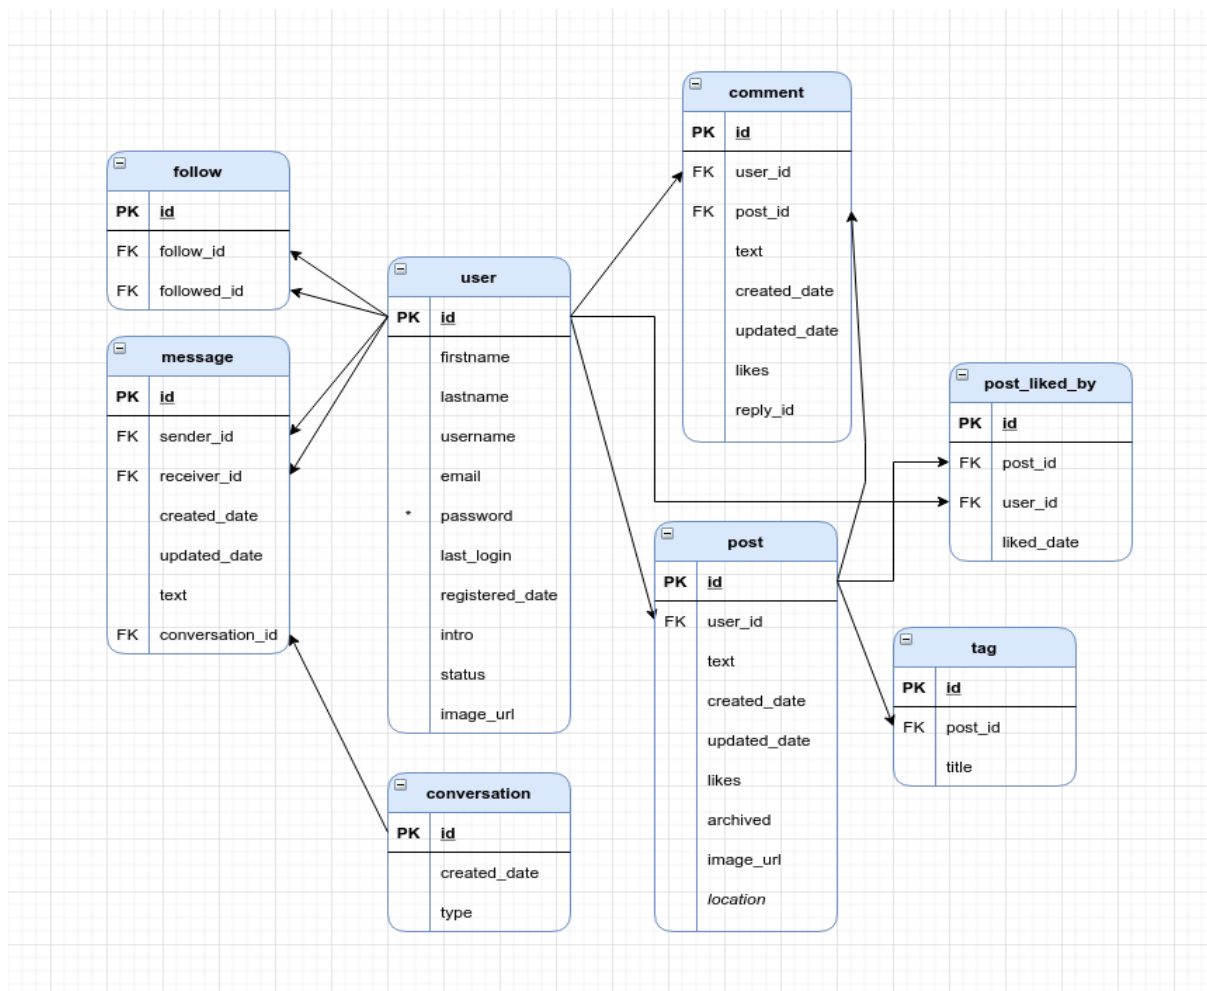 comment
PK id
FK user_id
FK post_id
text
created_date
updated_date
likes
reply_id
follow
PK id
FK follow_id
FK followed_id
user
PK id
firstname
lastname
username
email
* password
last_login
registered_date
intro
status
image_url
message
PK id
FK sender_id
FK receiver_id
created_date
updated_date
text
FK conversation_id
post_liked_by
PK id
FK post_id
FK user_id
liked_date
post
PK id
FK user_id
text
created_date
updated_date
likes
archived
image_url
location
tag
PK id
FK post_id
title
conversation
PK id
created_date
type